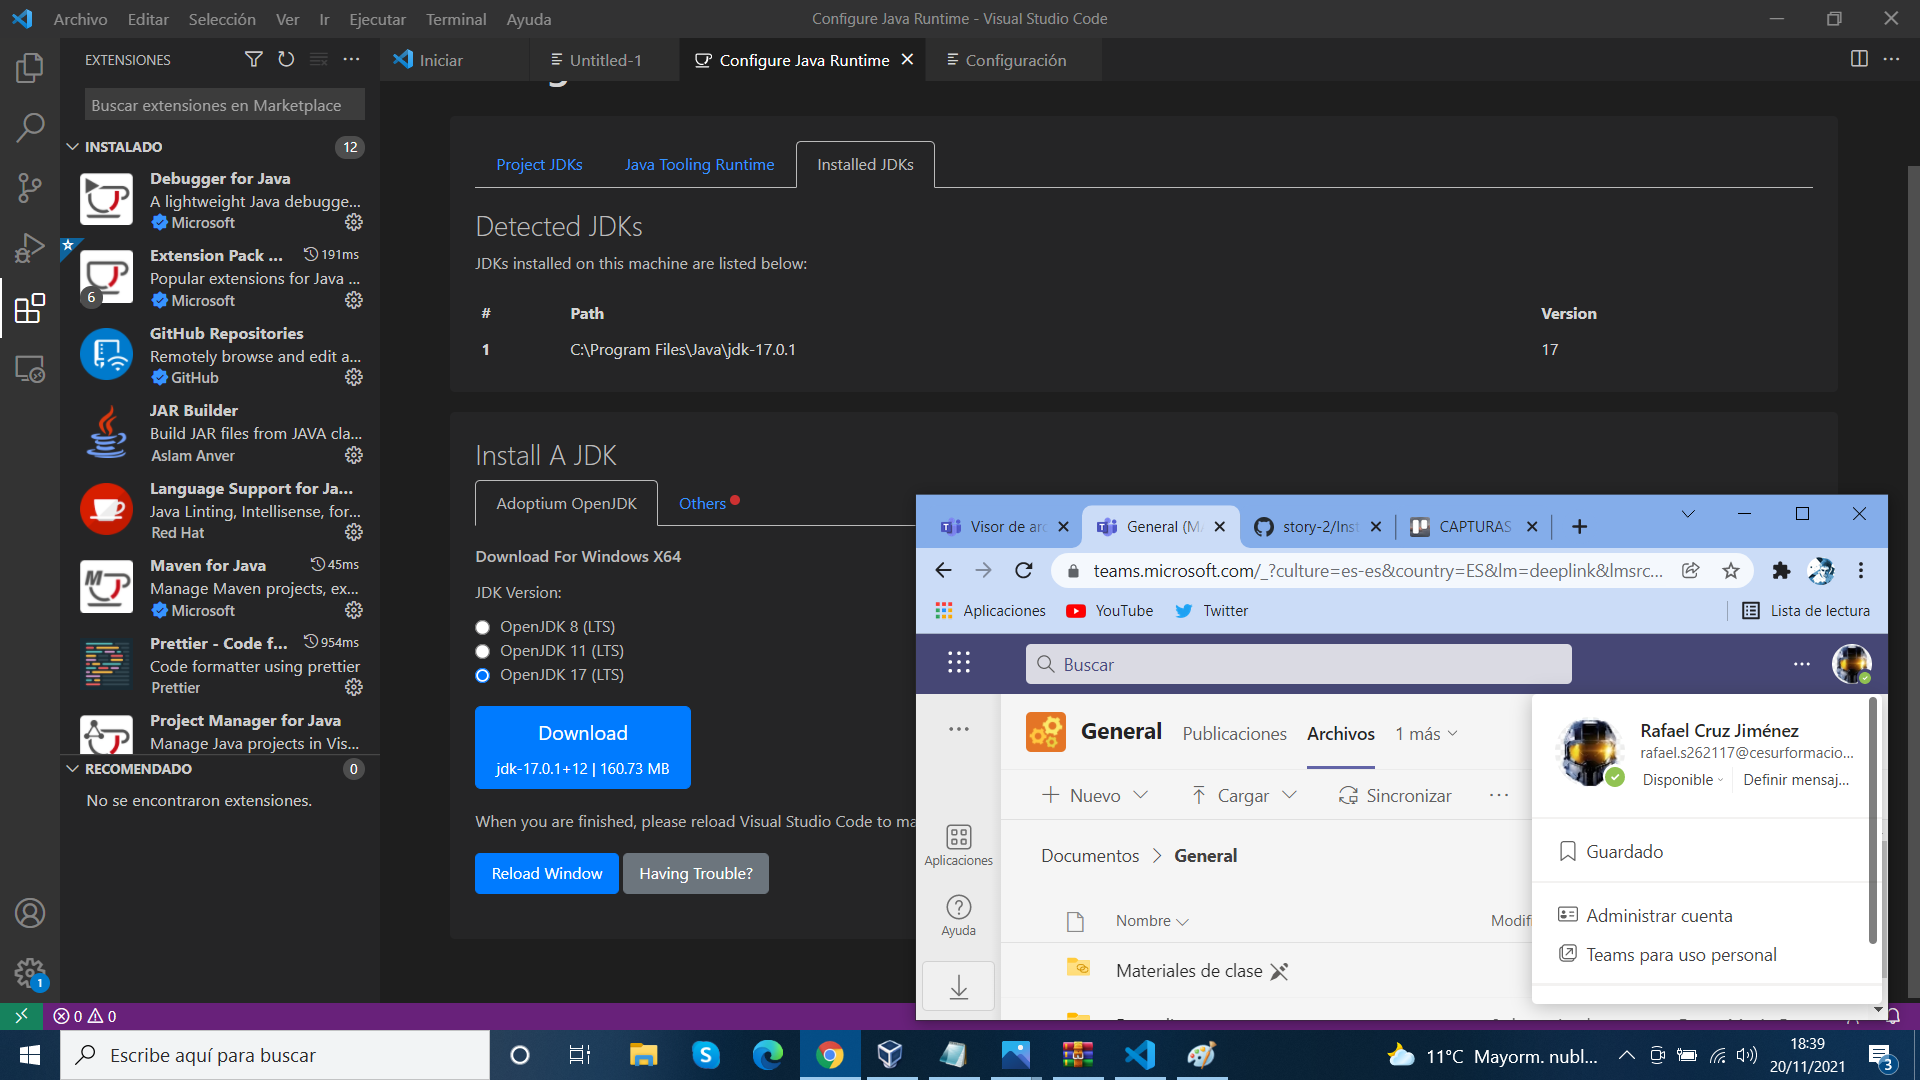 Archivo Editar Selección Ver Ir Ejecutar Terminal Ayuda
Configure Java Runtime - Visual Studio Code
EXTENSIONES
Buscar extensiones en Marketplace
INSTALADO 12
Debugger for Java
A lightweight Java debugge...
Microsoft
Extension Pack ... 191ms
Popular extensions for Java ...
6
Microsoft
GitHub Repositories
Remotely browse and edit a...
GitHub
JAR Builder
Build JAR files from JAVA cla...
Aslam Anver
Language Support for Ja...
Java Linting, Intellisense, for...
Red Hat
Maven for Java 45ms
Manage Maven projects, ex...
Microsoft
Prettier - Code f... 954ms
Code formatter using prettier
Prettier
Project Manager for Java
Manage Java projects in Vis...
RECOMENDADO 0
No se encontraron extensiones.
1
Iniciar
Untitled-1
Configure Java Runtime
Configuración
Project JDKs Java Tooling Runtime Installed JDKs
Detected JDKs
JDKs installed on this machine are listed below:
# Path Version
1 C:\Program Files\Java\jdk-17.0.1 17
Install A JDK
Adoptium OpenJDK Others
Download For Windows X64
JDK Version:
OpenJDK 8 (LTS)
OpenJDK 11 (LTS)
OpenJDK 17 (LTS)
Download
jdk-17.0.1+12 | 160.73 MB
When you are finished, please reload Visual Studio Code to ma
Reload Window Having Trouble?
Visor de arc General (Ma story-2/Inst CAPTURAS
teams.microsoft.com/_?culture=es-es&country=ES&lm=deeplink&lmsrc...
Aplicaciones YouTube Twitter Lista de lectura
Buscar
General Publicaciones Archivos 1 más
Nuevo Cargar Sincronizar
Documentos > General
Aplicaciones
Ayuda
Nombre Modifi
Materiales de clase
Rafael Cruz Jiménez
rafael.s262117@cesurformacio...
Disponible Definir mensaj...
Guardado
Administrar cuenta
Teams para uso personal
0 0
Escribe aquí para buscar
11°C Mayorm. nubl...
18:39
20/11/2021
3